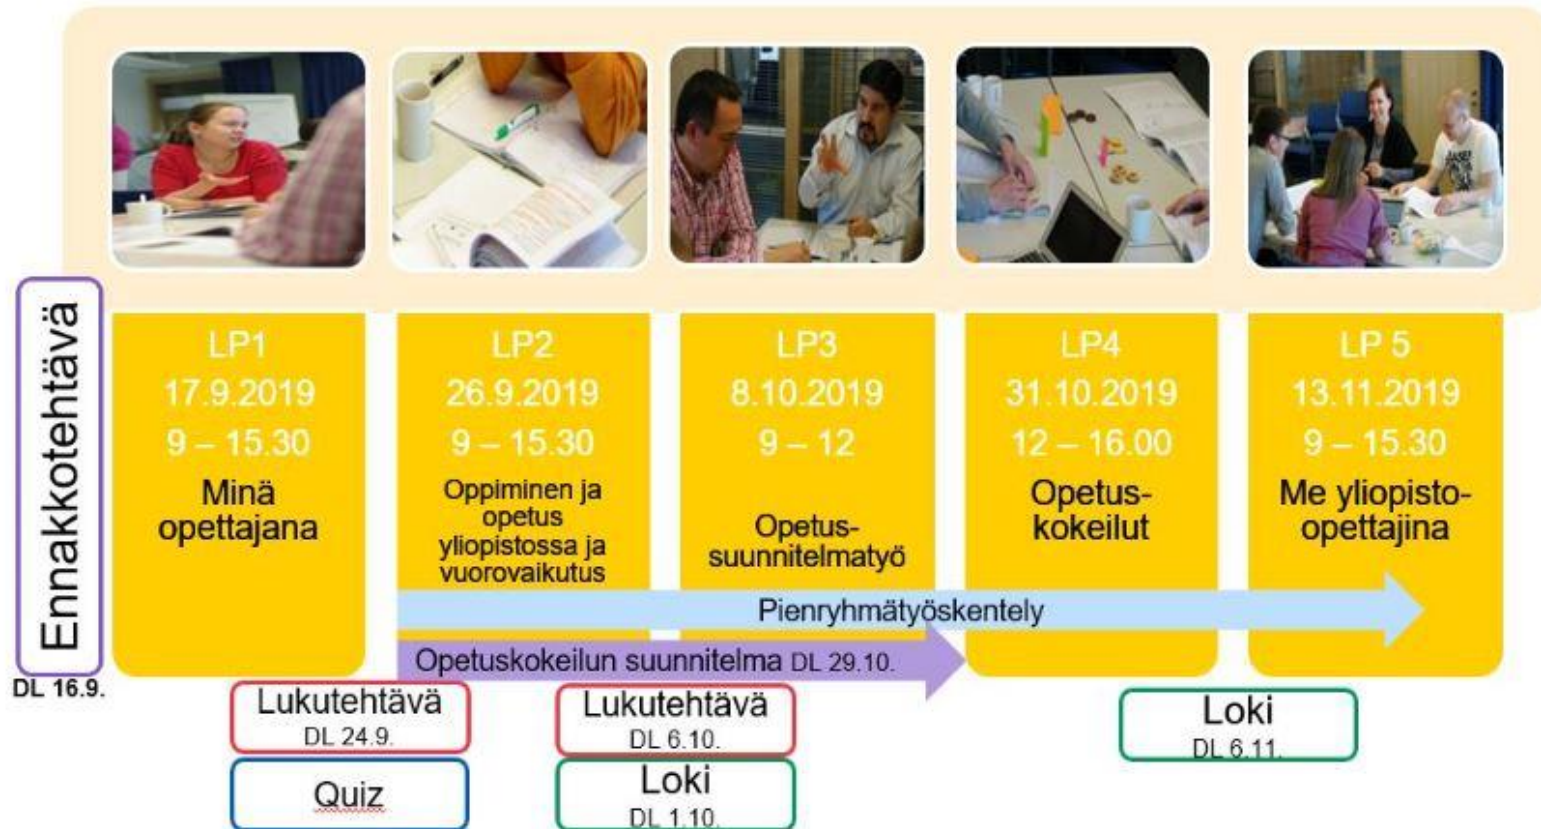 Ennakkotehtävä
DL 16.9.
LP1
17.9.2019
9 – 15.30
Minä
opettajana
LP2
26.9.2019
9 – 15.30
Oppiminen ja
opetus
yliopistossa ja
vuorovaikutus
LP3
8.10.2019
9 – 12
Opetus-
suunnitelmatyö
LP4
31.10.2019
12 – 16.00
Opetus-
kokeilut
LP 5
13.11.2019
9 – 15.30
Me yliopisto-
opettajina
Pienryhmätyöskentely
Opetuskokeilun suunnitelma DL 29.10.
Lukutehtävä
DL 24.9.
Quiz
Lukutehtävä
DL 6.10.
Loki
DL 1.10.
Loki
DL 6.11.